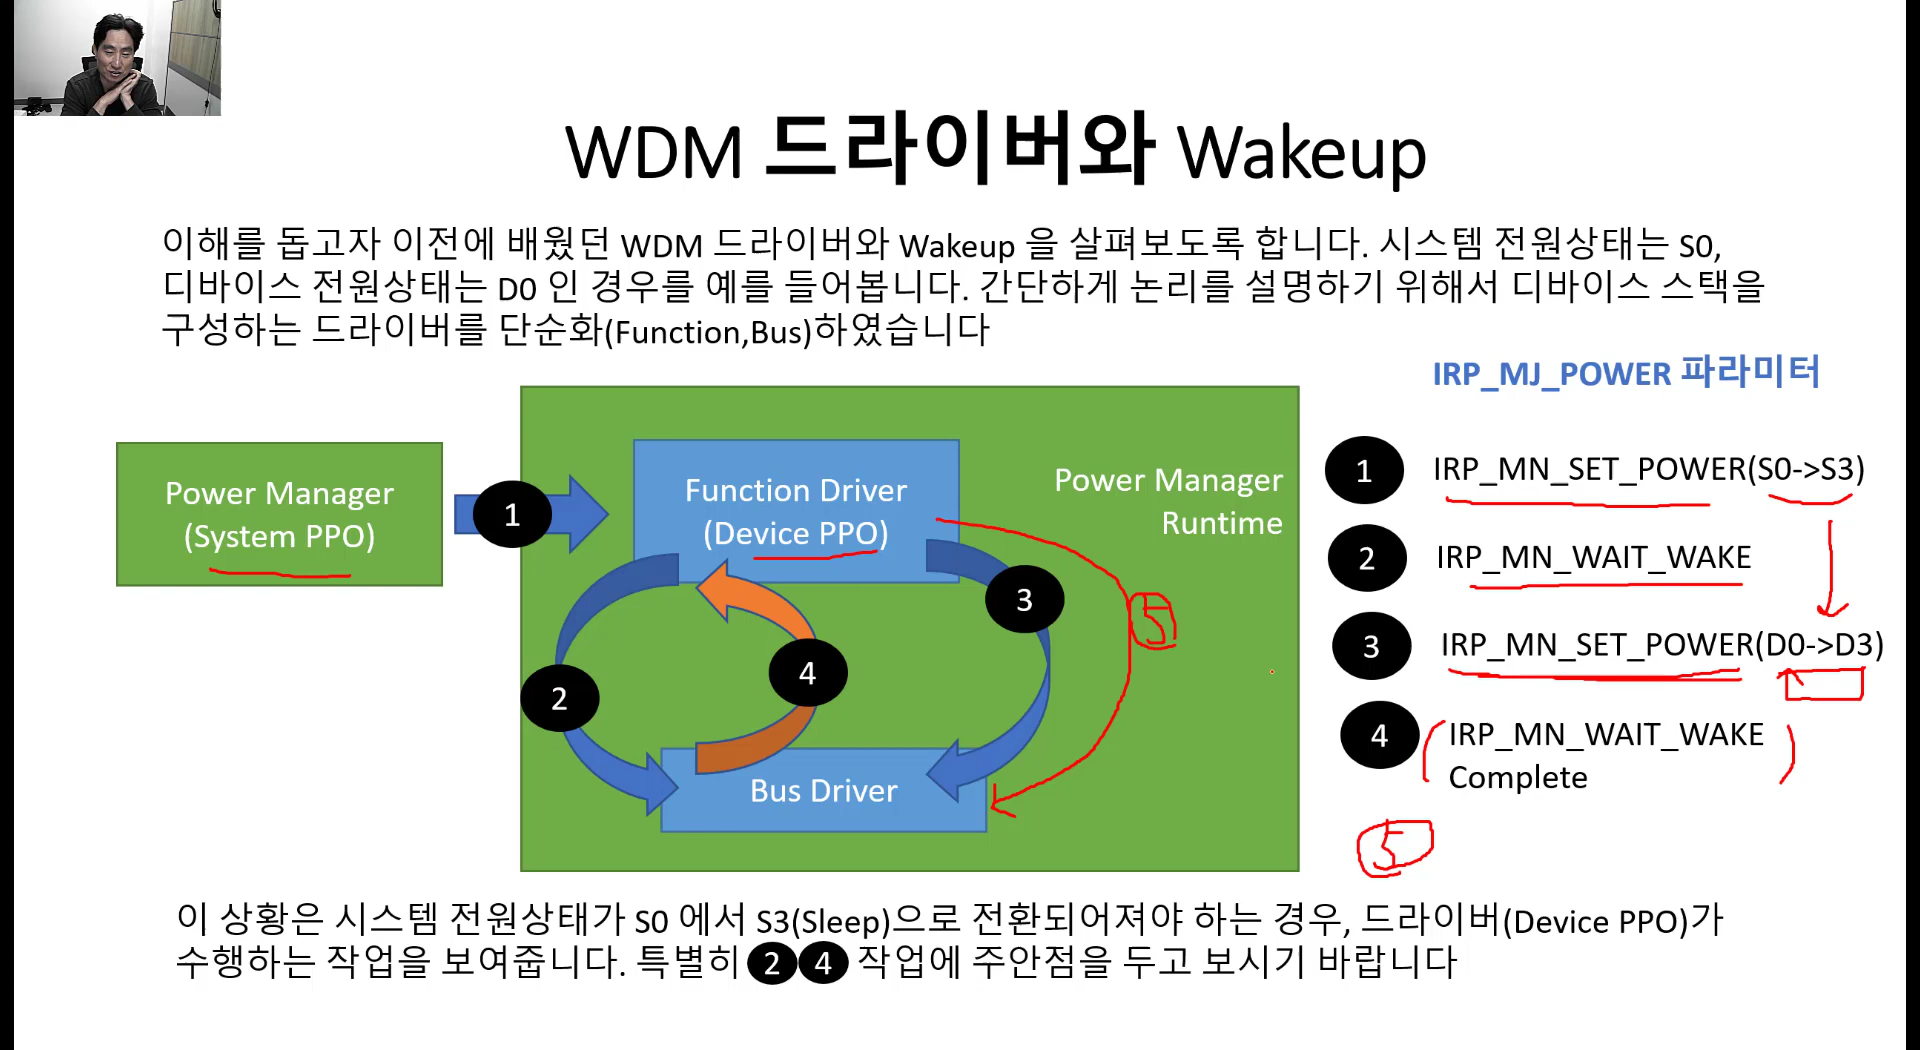 WDM 드라이버와 Wakeup
이해를 돕고자 이전에 배웠던 WDM 드라이버와 Wakeup 을 살펴보도록 합니다. 시스템 전원상태는 S0,
디바이스 전원상태는 D0 인 경우를 예를 들어봅니다. 간단하게 논리를 설명하기 위해서 디바이스 스택을
구성하는 드라이버를 단순화(Function,Bus)하였습니다
IRP_MJ_POWER 파라미터
Power Manager
(System PPO)
1
Function Driver
(Device PPO)
Power Manager
Runtime
2
3
4
5
Bus Driver
1 IRP_MN_SET_POWER(S0->S3)
2 IRP_MN_WAIT_WAKE
3 IRP_MN_SET_POWER(D0->D3)
4 IRP_MN_WAIT_WAKE
Complete
5
이 상황은 시스템 전원상태가 S0 에서 S3(Sleep)으로 전환되어져야 하는 경우, 드라이버(Device PPO)가
수행하는 작업을 보여줍니다. 특별히 2 4 작업에 주안점을 두고 보시기 바랍니다